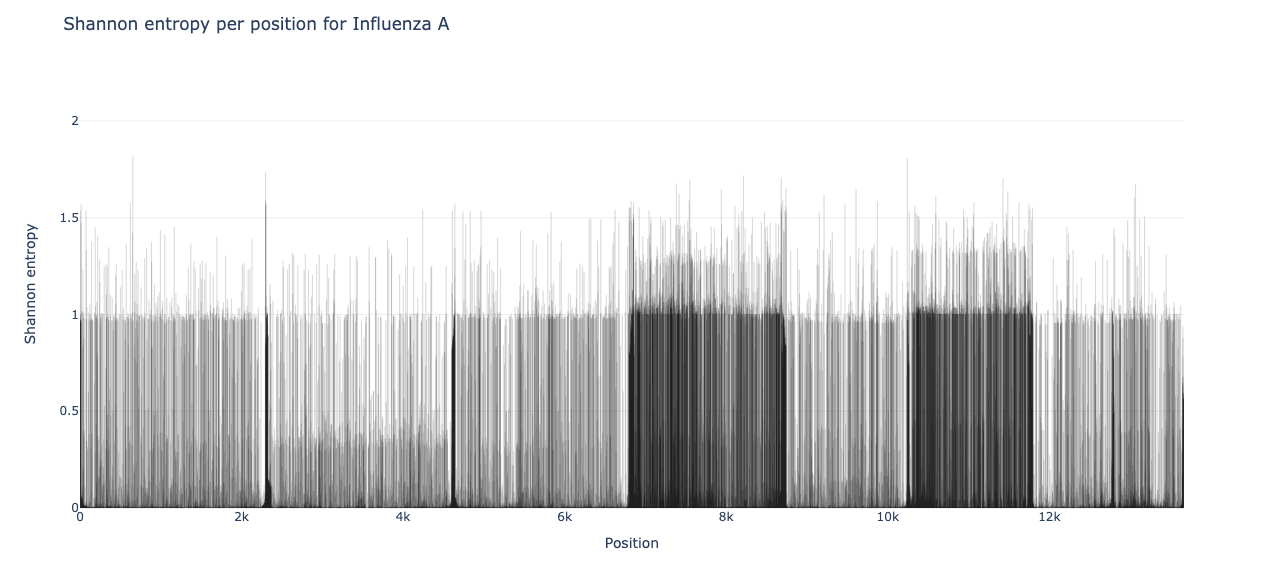 Shannon entropy per position for Influenza A
2
1.5
1
0.5
0
Shannon entropy
0 2k 4k 6k 8k 10k 12k
Position